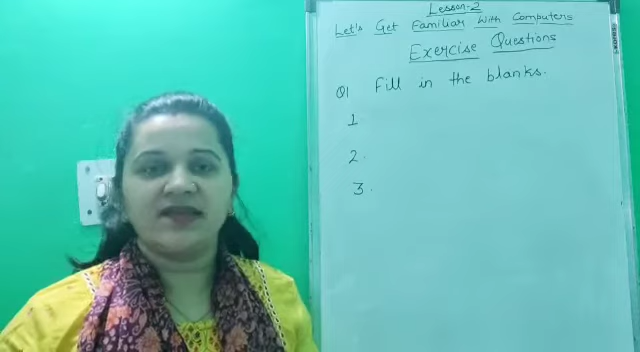 Lesson-2
Let's Get Familiar With Computers
Exercise Questions
Q1 Fill in the blanks.
1
2.
3.